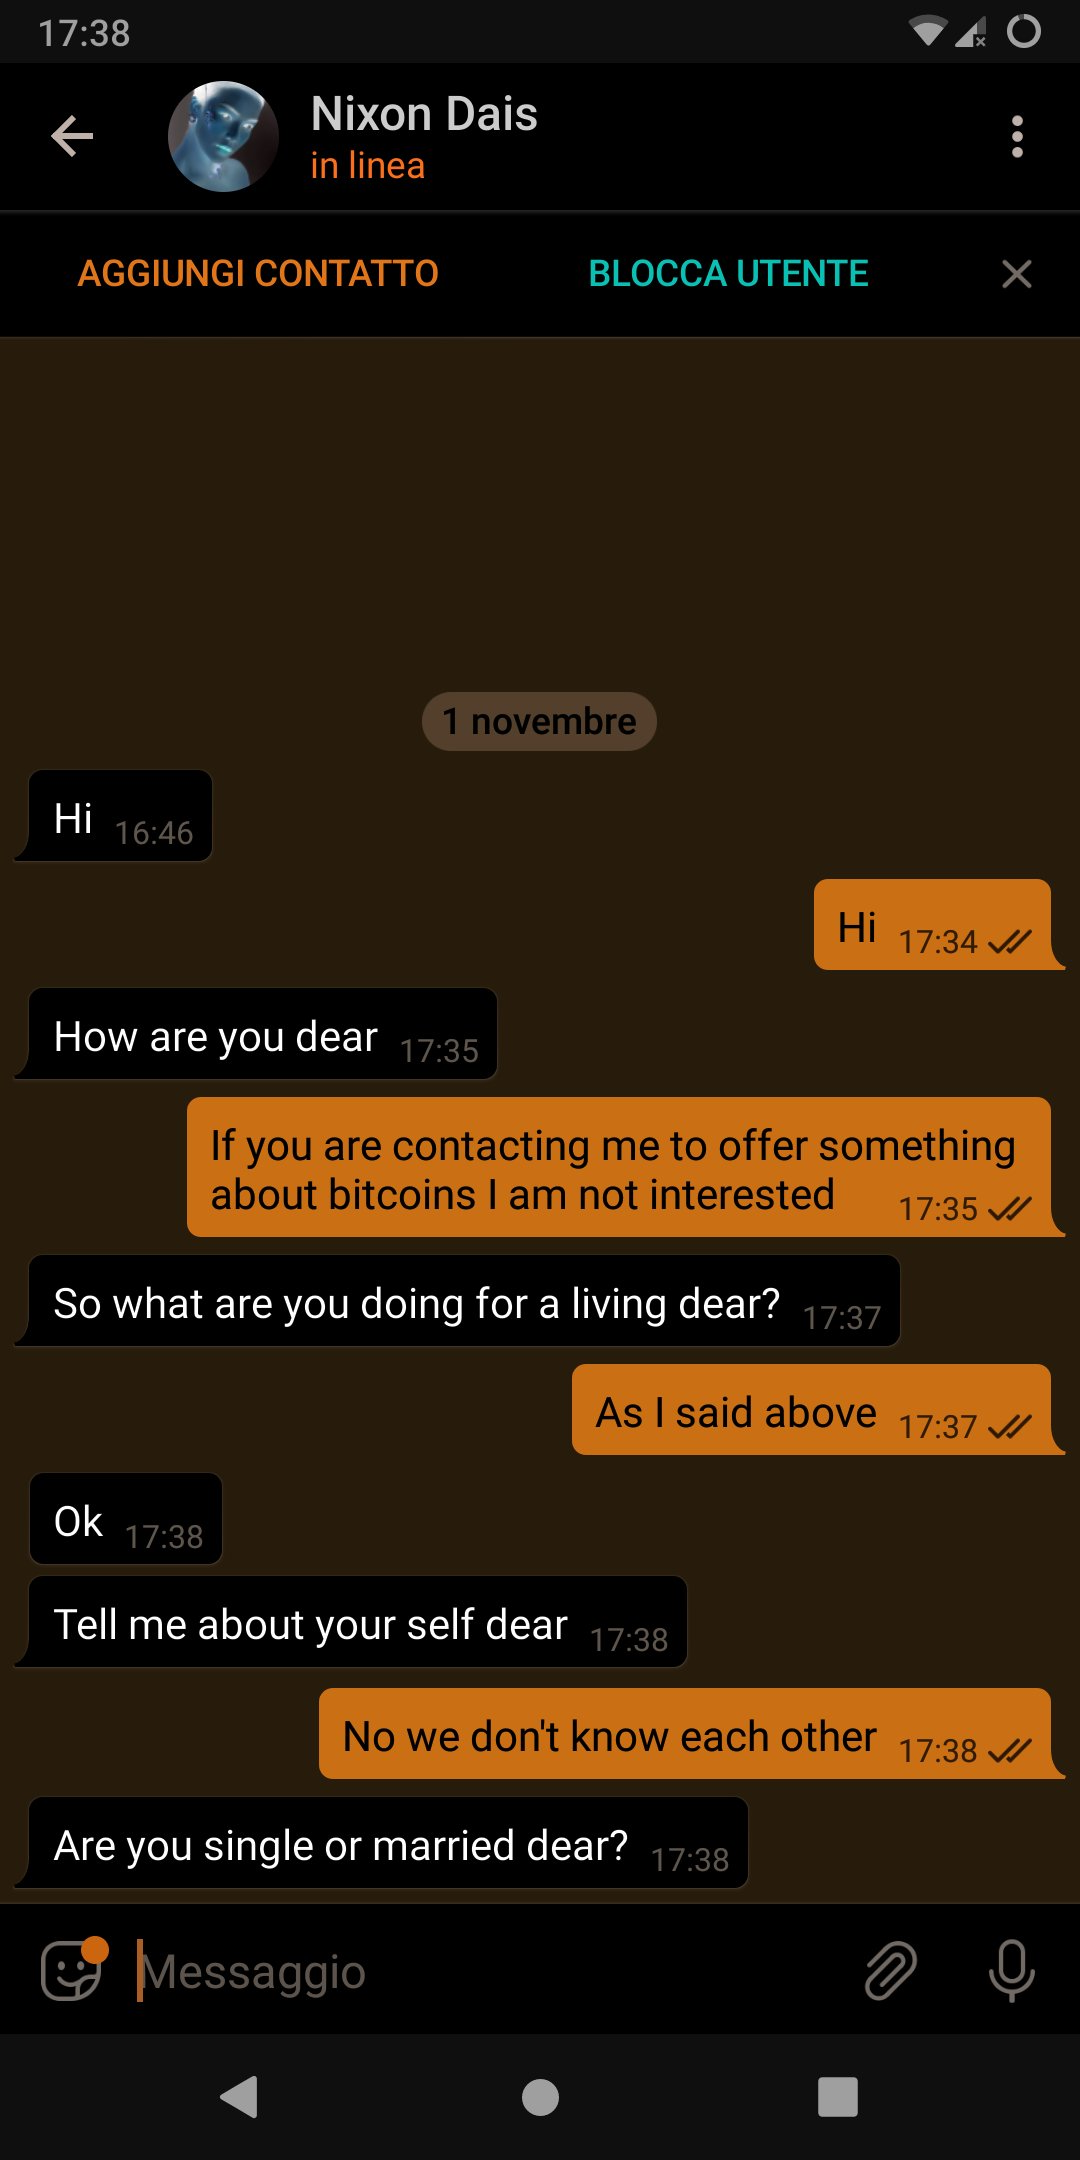 17:38
Nixon Dais
in linea
AGGIUNGI CONTATTO BLOCCA UTENTE
1 novembre
Hi 16:46
Hi 17:34
How are you dear 17:35
If you are contacting me to offer something
about bitcoins I am not interested 17:35
So what are you doing for a living dear? 17:37
As I said above 17:37
Ok 17:38
Tell me about your self dear 17:38
No we don't know each other 17:38
Are you single or married dear? 17:38
Messaggio